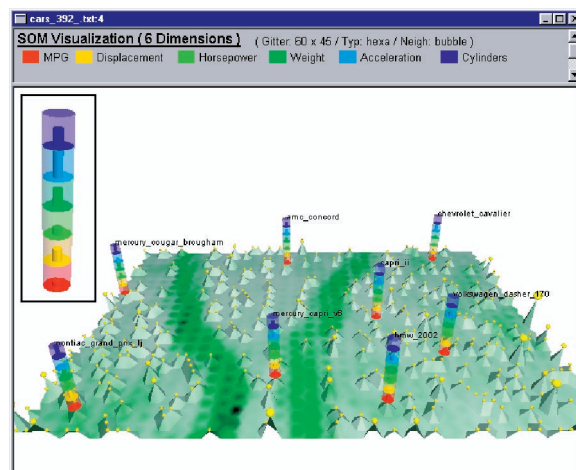 cars_392_.txt:4
SOM Visualization ( 6 Dimensions ) ( Gitter: 60 x 45 / Typ: hexa / Neigh: bubble )
MPG Displacement Horsepower Weight Acceleration Cylinders
amc_concord
chevrolet_cavalier
mercury_cougar_brougham
capri_ii
volkswagen_dasher_170
mercury_capri_v6
bmw_2002
pontiac_grand_prix_lj